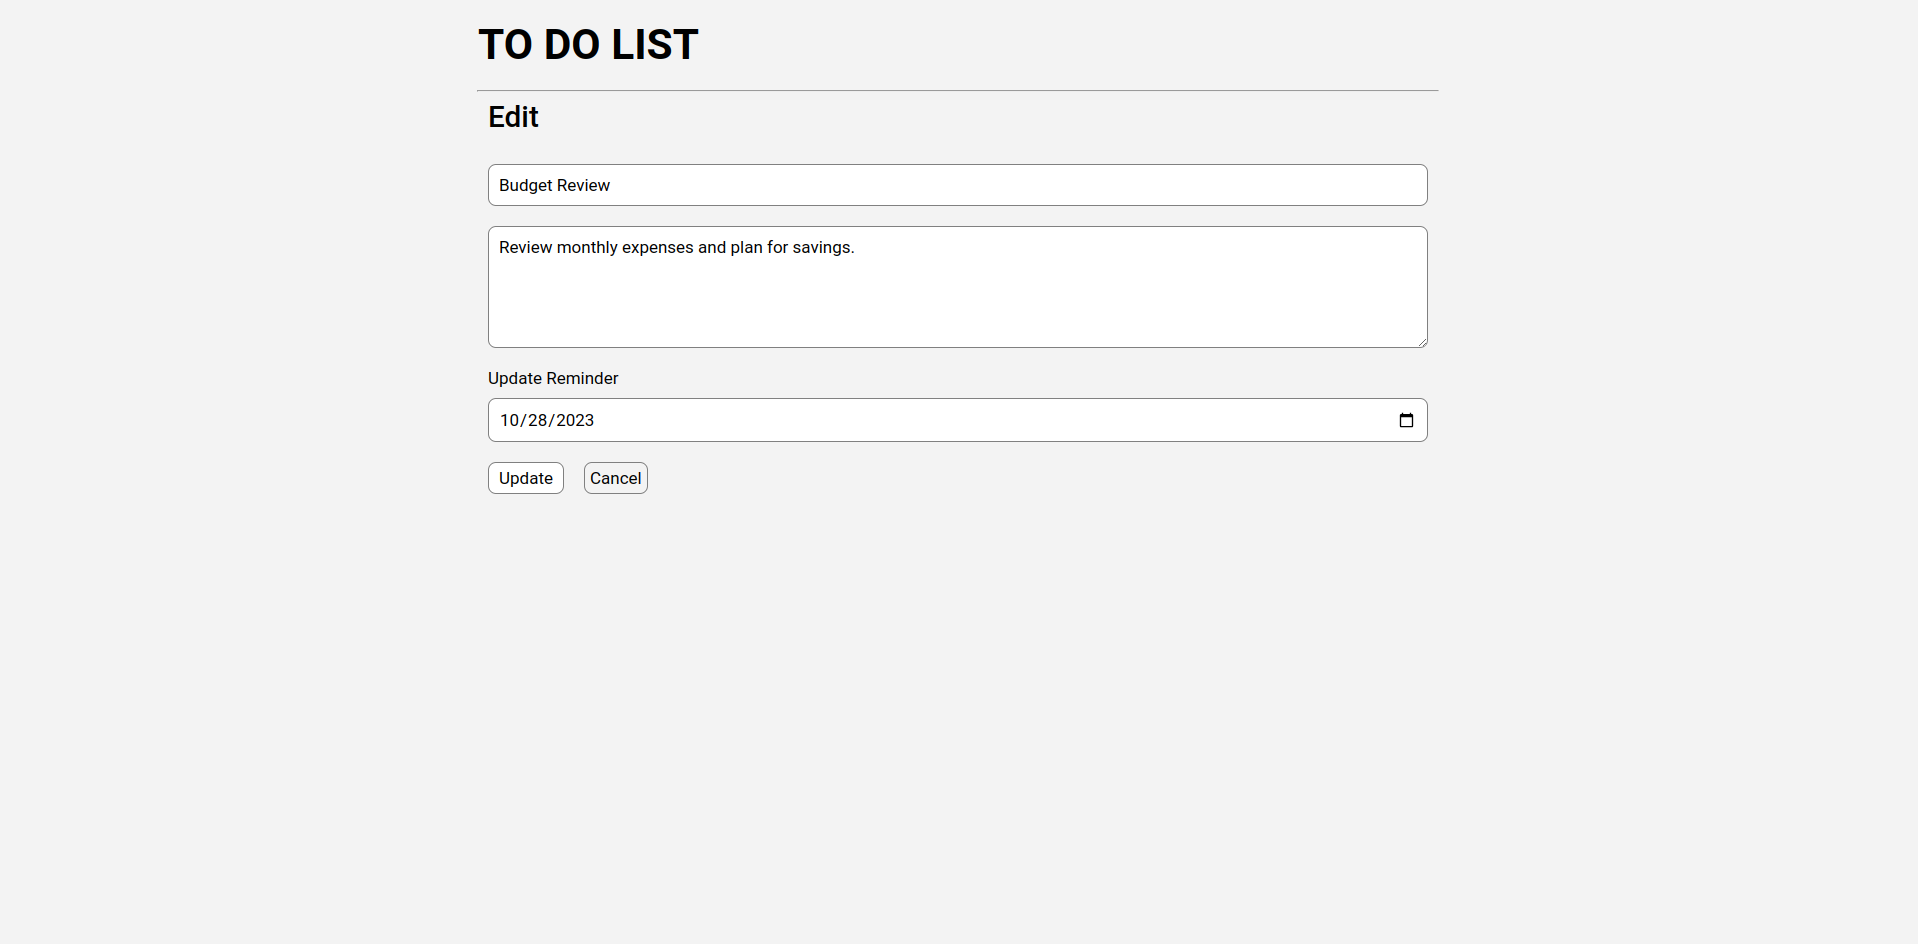 TO DO LIST
Edit
Budget Review
Review monthly expenses and plan for savings.
Update Reminder
10/28/2023
Update Cancel